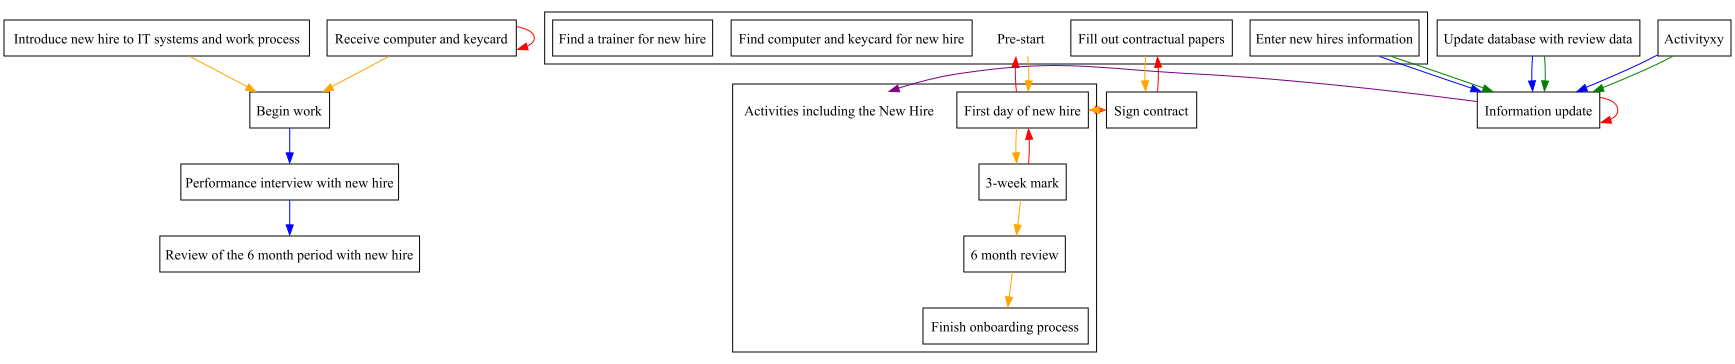 Introduce new hire to IT systems and work process
Receive computer and keycard
Find a trainer for new hire
Find computer and keycard for new hire
Pre-start
Fill out contractual papers
Enter new hires information
Update database with review data
Activityxy
Begin work
Activities including the New Hire
First day of new hire
Sign contract
Information update
Performance interview with new hire
3-week mark
Review of the 6 month period with new hire
6 month review
Finish onboarding process